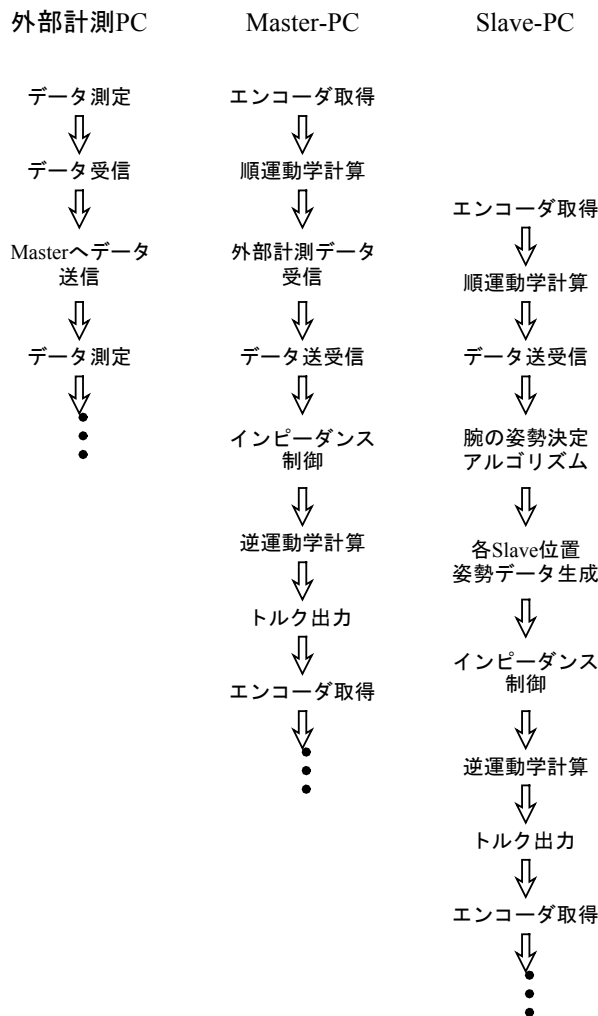 外部計測PC
データ測定
データ受信
Masterへデータ
送信
データ測定
Master-PC
エンコーダ取得
順運動学計算
外部計測データ
受信
データ送受信
インピーダンス
制御
逆運動学計算
トルク出力
エンコーダ取得
Slave-PC
エンコーダ取得
順運動学計算
データ送受信
腕の姿勢決定
アルゴリズム
各Slave位置
姿勢データ生成
インピーダンス
制御
逆運動学計算
トルク出力
エンコーダ取得